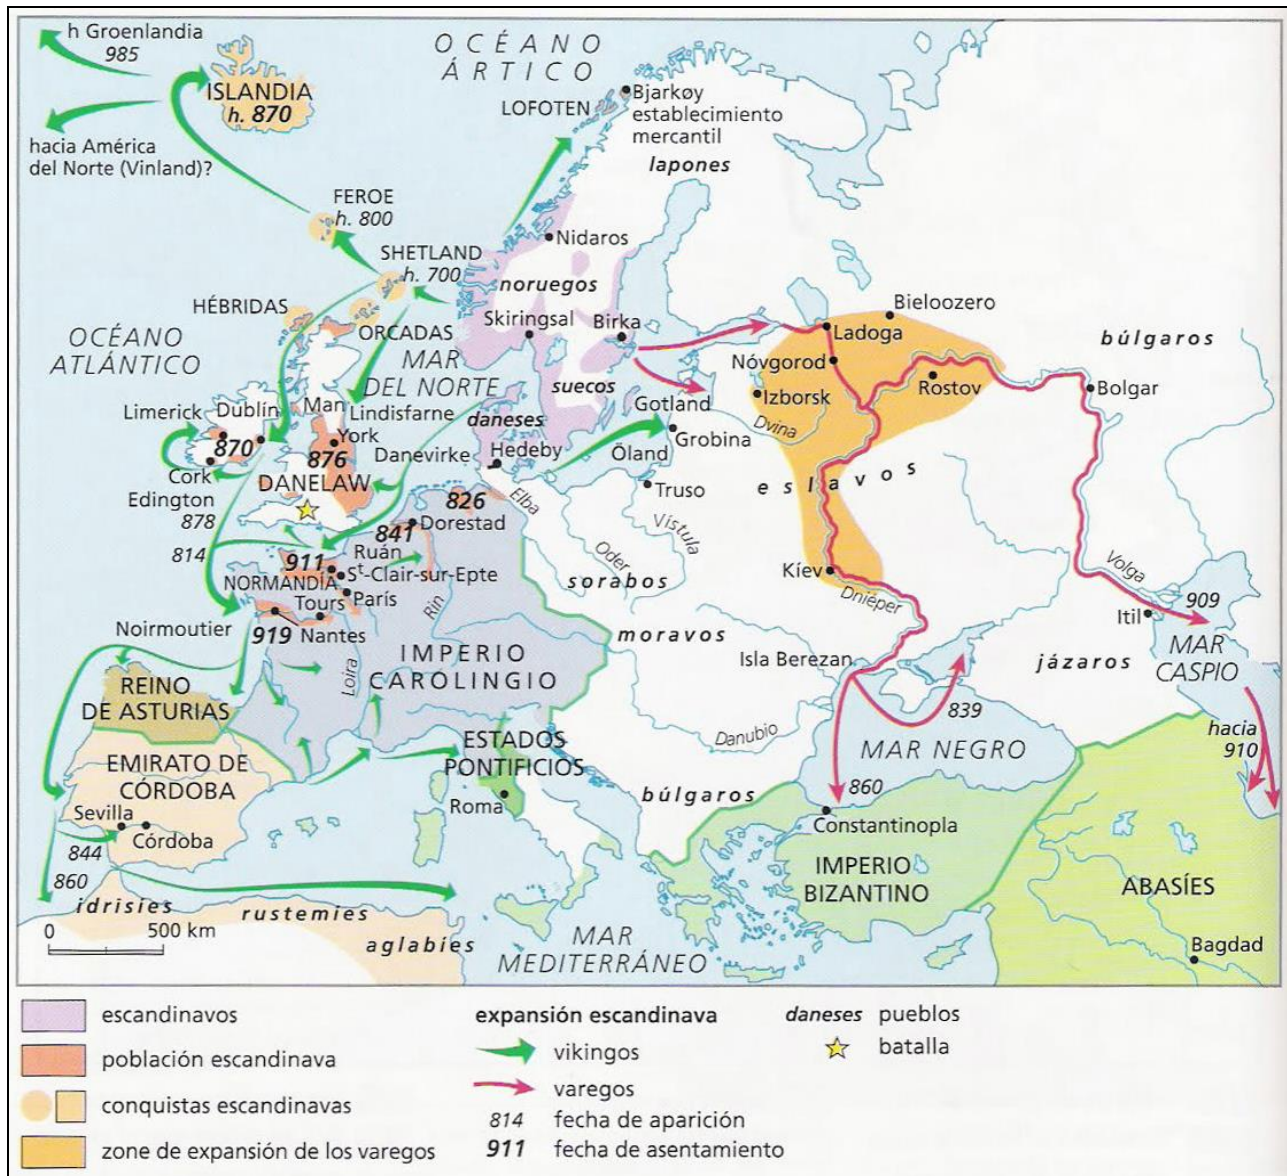 h Groenlandia
985
OCÉANO
ÁRTICO
ISLANDIA
h. 870
hacia América
del Norte (Vinland)?
LOFOTEN
Bjarkøy
establecimiento
mercantil
lapones
FEROE
h. 800
Nidaros
SHETLAND
h. 700
noruegos
HÉBRIDAS
ORCADAS
Skiringsal
Birka
Bieloozero
Ladoga
búlgaros
OCÉANO
ATLÁNTICO
MAR
DEL NORTE
Nóvgorod
suecos
Rostov
Bolgar
Izborsk
Limerick
Dublín
Man
Lindisfarne
daneses
Gotland
Dvina
York
870
876
Danevirke
Hedeby
Öland
Grobina
Cork
DANELAW
Edington
878
826
Elba
Truso
eslavos
Dorestad
841
Vístula
814
Ruán
911
St-Clair-sur-Epte
Oder
NORMANDÍA
París
sorabos
Kíev
Volga
Tours
Rin
Dniéper
909
Itil
Noirmoutier
919
Nantes
moravos
IMPERIO
CAROLINGIO
Loira
Isla Berezan
jázaros
MAR
CASPIO
REINO
DE ASTURIAS
839
hacia
910
Danubio
MAR NEGRO
ESTADOS
PONTIFICIOS
EMIRATO DE
CÓRDOBA
búlgaros
860
Roma
Sevilla
Córdoba
Constantinopla
844
860
IMPERIO
BIZANTINO
ABASÍES
idrisies
rustemies
aglabíes
0 500 km
MAR
MEDITERRÁNEO
Bagdad
escandinavos
población escandinava
conquistas escandinavas
zone de expansión de los varegos
expansión escandinava
vikingos
varegos
814 fecha de aparición
911 fecha de asentamiento
daneses pueblos
batalla